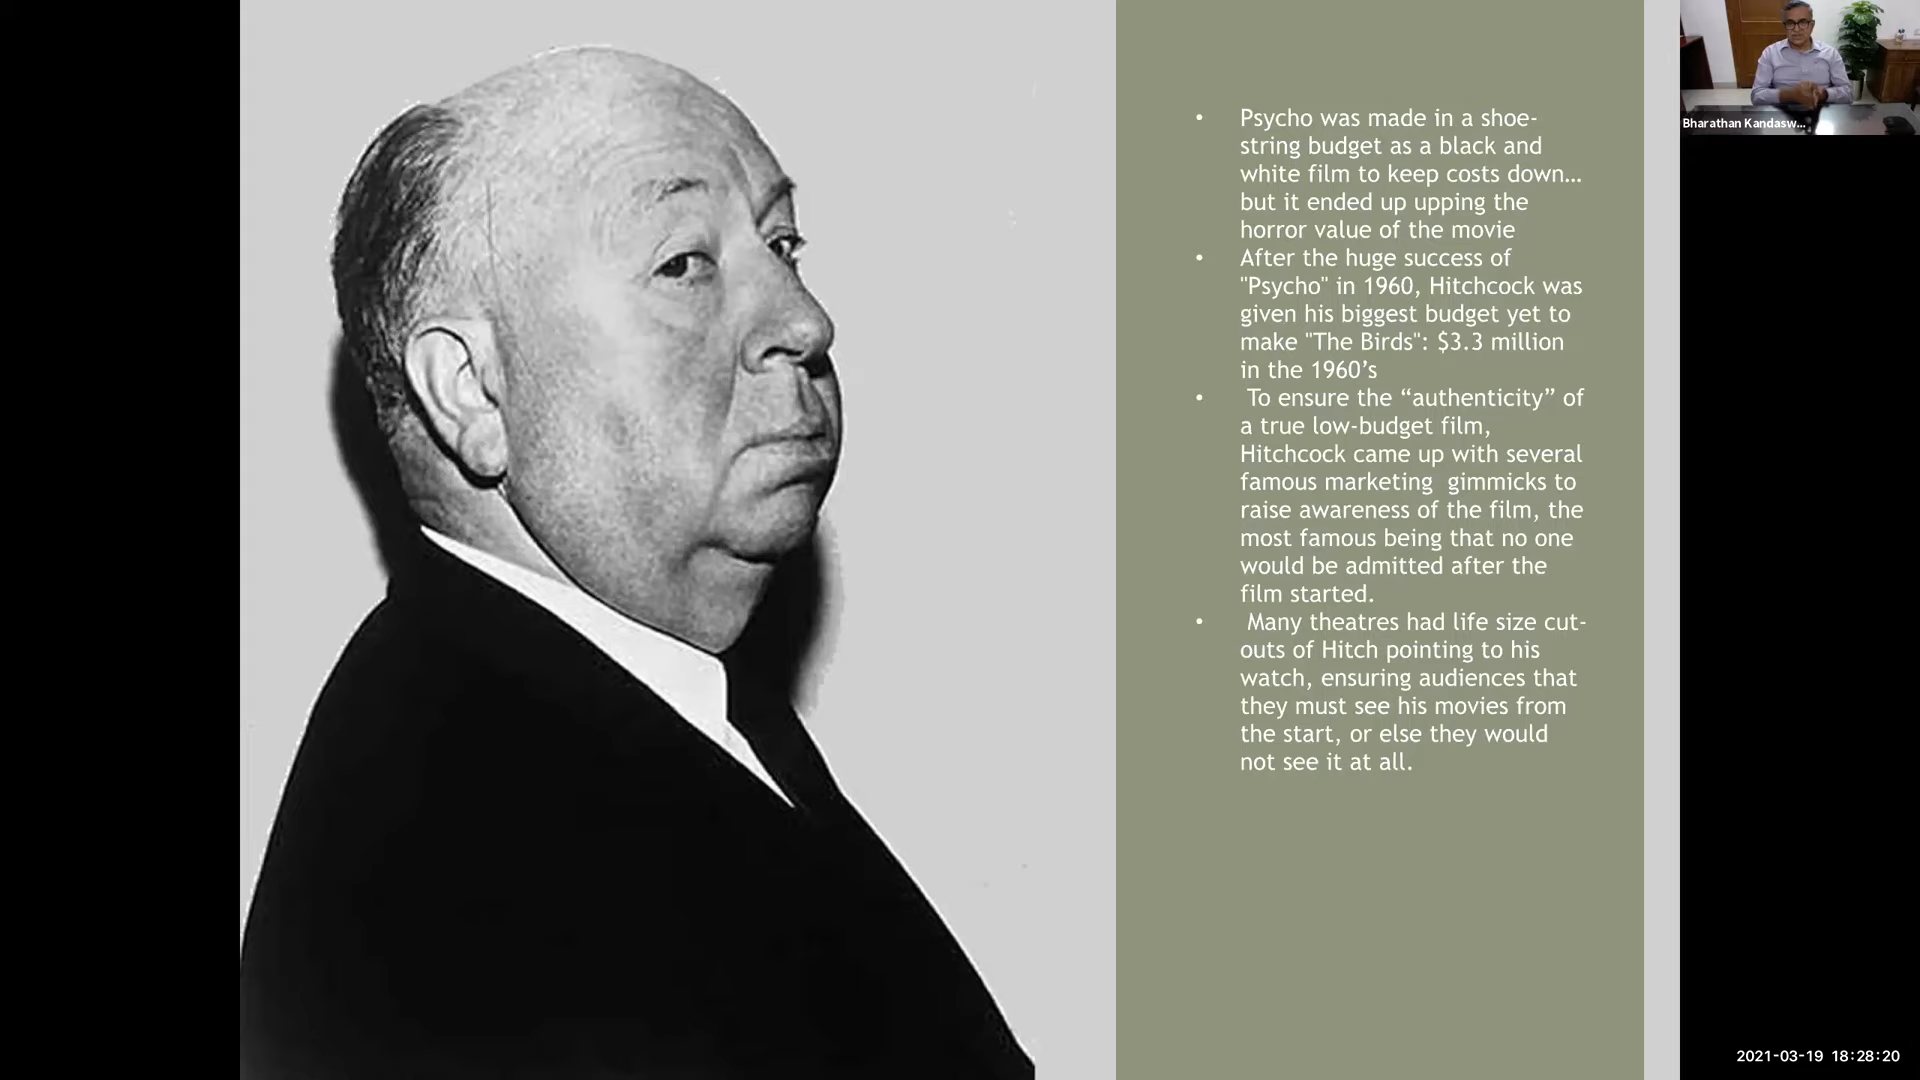 • Psycho was made in a shoe-
string budget as a black and
white film to keep costs down…
but it ended up upping the
horror value of the movie
• After the huge success of
"Psycho" in 1960, Hitchcock was
given his biggest budget yet to
make "The Birds": $3.3 million
in the 1960’s
• To ensure the “authenticity” of
a true low-budget film,
Hitchcock came up with several
famous marketing gimmicks to
raise awareness of the film, the
most famous being that no one
would be admitted after the
film started.
• Many theatres had life size cut-
outs of Hitch pointing to his
watch, ensuring audiences that
they must see his movies from
the start, or else they would
not see it at all.
Bharathan Kandasw...
2021-03-19 18:28:20